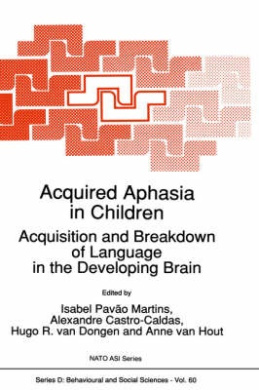 Acquired Aphasia
in Children
Acquisition and Breakdown
of Language
in the Developing Brain
Edited by
Isabel Pavão Martins,
Alexandre Castro-Caldas,
Hugo R. van Dongen and Anne van Hout
NATO ASI Series
Series D: Behavioural and Social Sciences - Vol. 60